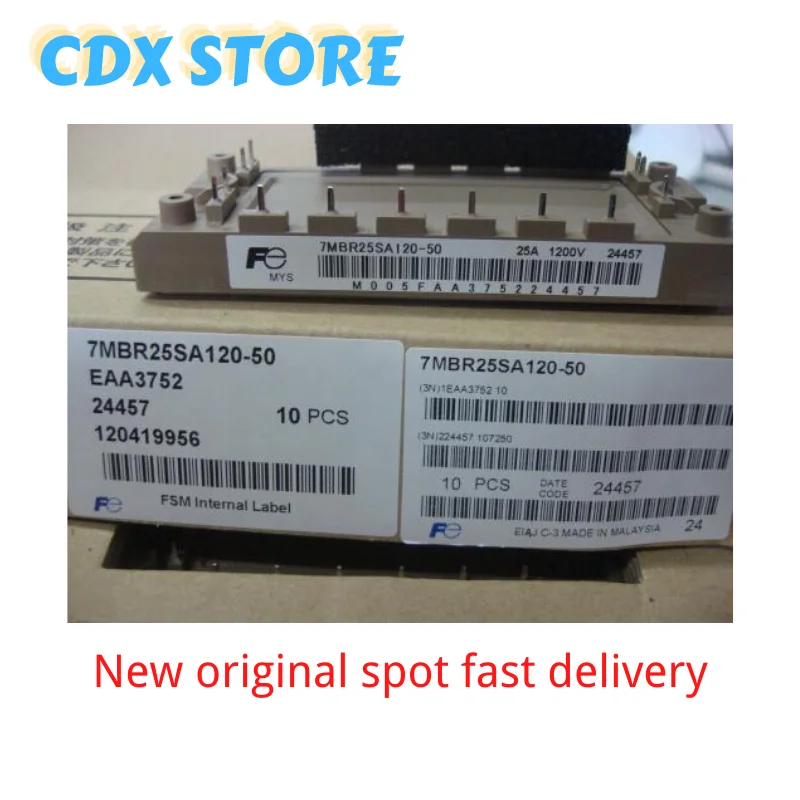 CDX STORE
7MBR25SA120-50 25A 1200V 24457
MYS
M005FAA375224457
7MBR25SA120-50
EAA3752
24457 10 PCS
120419956
FSM Internal Label
7MBR25SA120-50
(3N)1EAA3752 10
(3N)224457 107250
10 PCS DATE CODE 24457
EIAJ C-3 MADE IN MALAYSIA 24
New original spot fast delivery